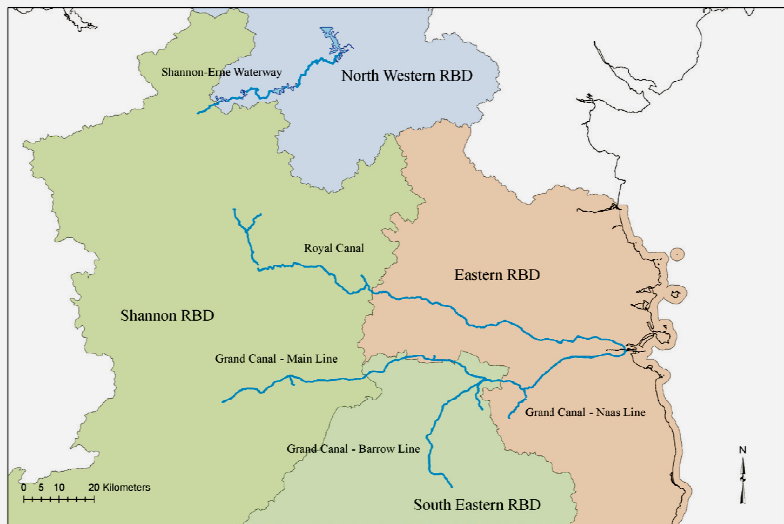 Shannon-Erne Waterway
North Western RBD
Royal Canal
Eastern RBD
Shannon RBD
Grand Canal - Main Line
Grand Canal - Naas Line
Grand Canal - Barrow Line
South Eastern RBD
N
0 5 10 20 Kilometers